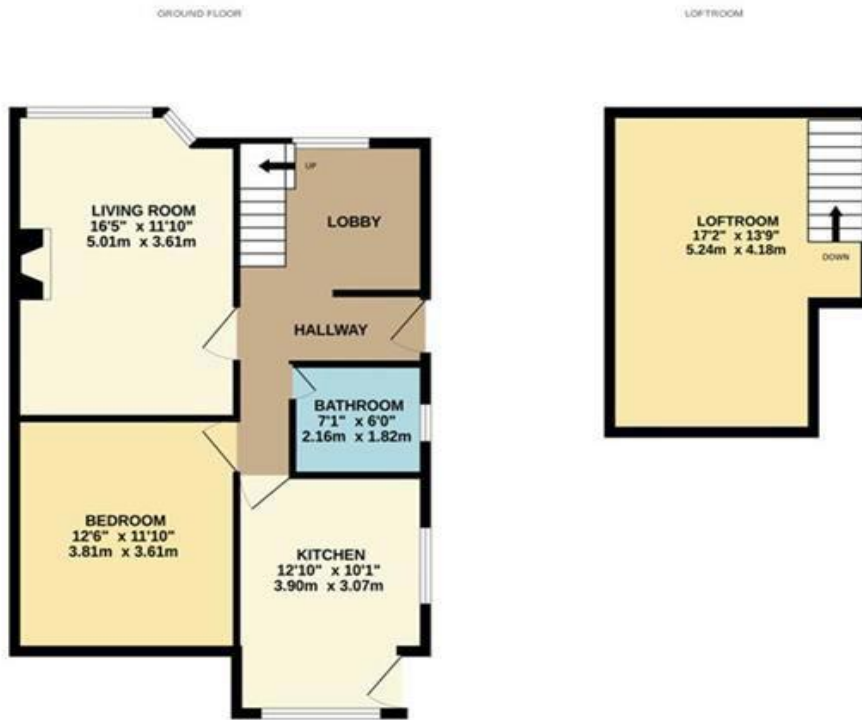 GROUND FLOOR
LOFTROOM
LIVING ROOM
16'5" x 11'10"
5.01m x 3.61m
UP
LOBBY
LOFTROOM
17'2" x 13'9"
5.24m x 4.18m
DOWN
HALLWAY
BATHROOM
7'1" x 6'0"
2.16m x 1.82m
BEDROOM
12'6" x 11'10"
3.81m x 3.61m
KITCHEN
12'10" x 10'1"
3.90m x 3.07m